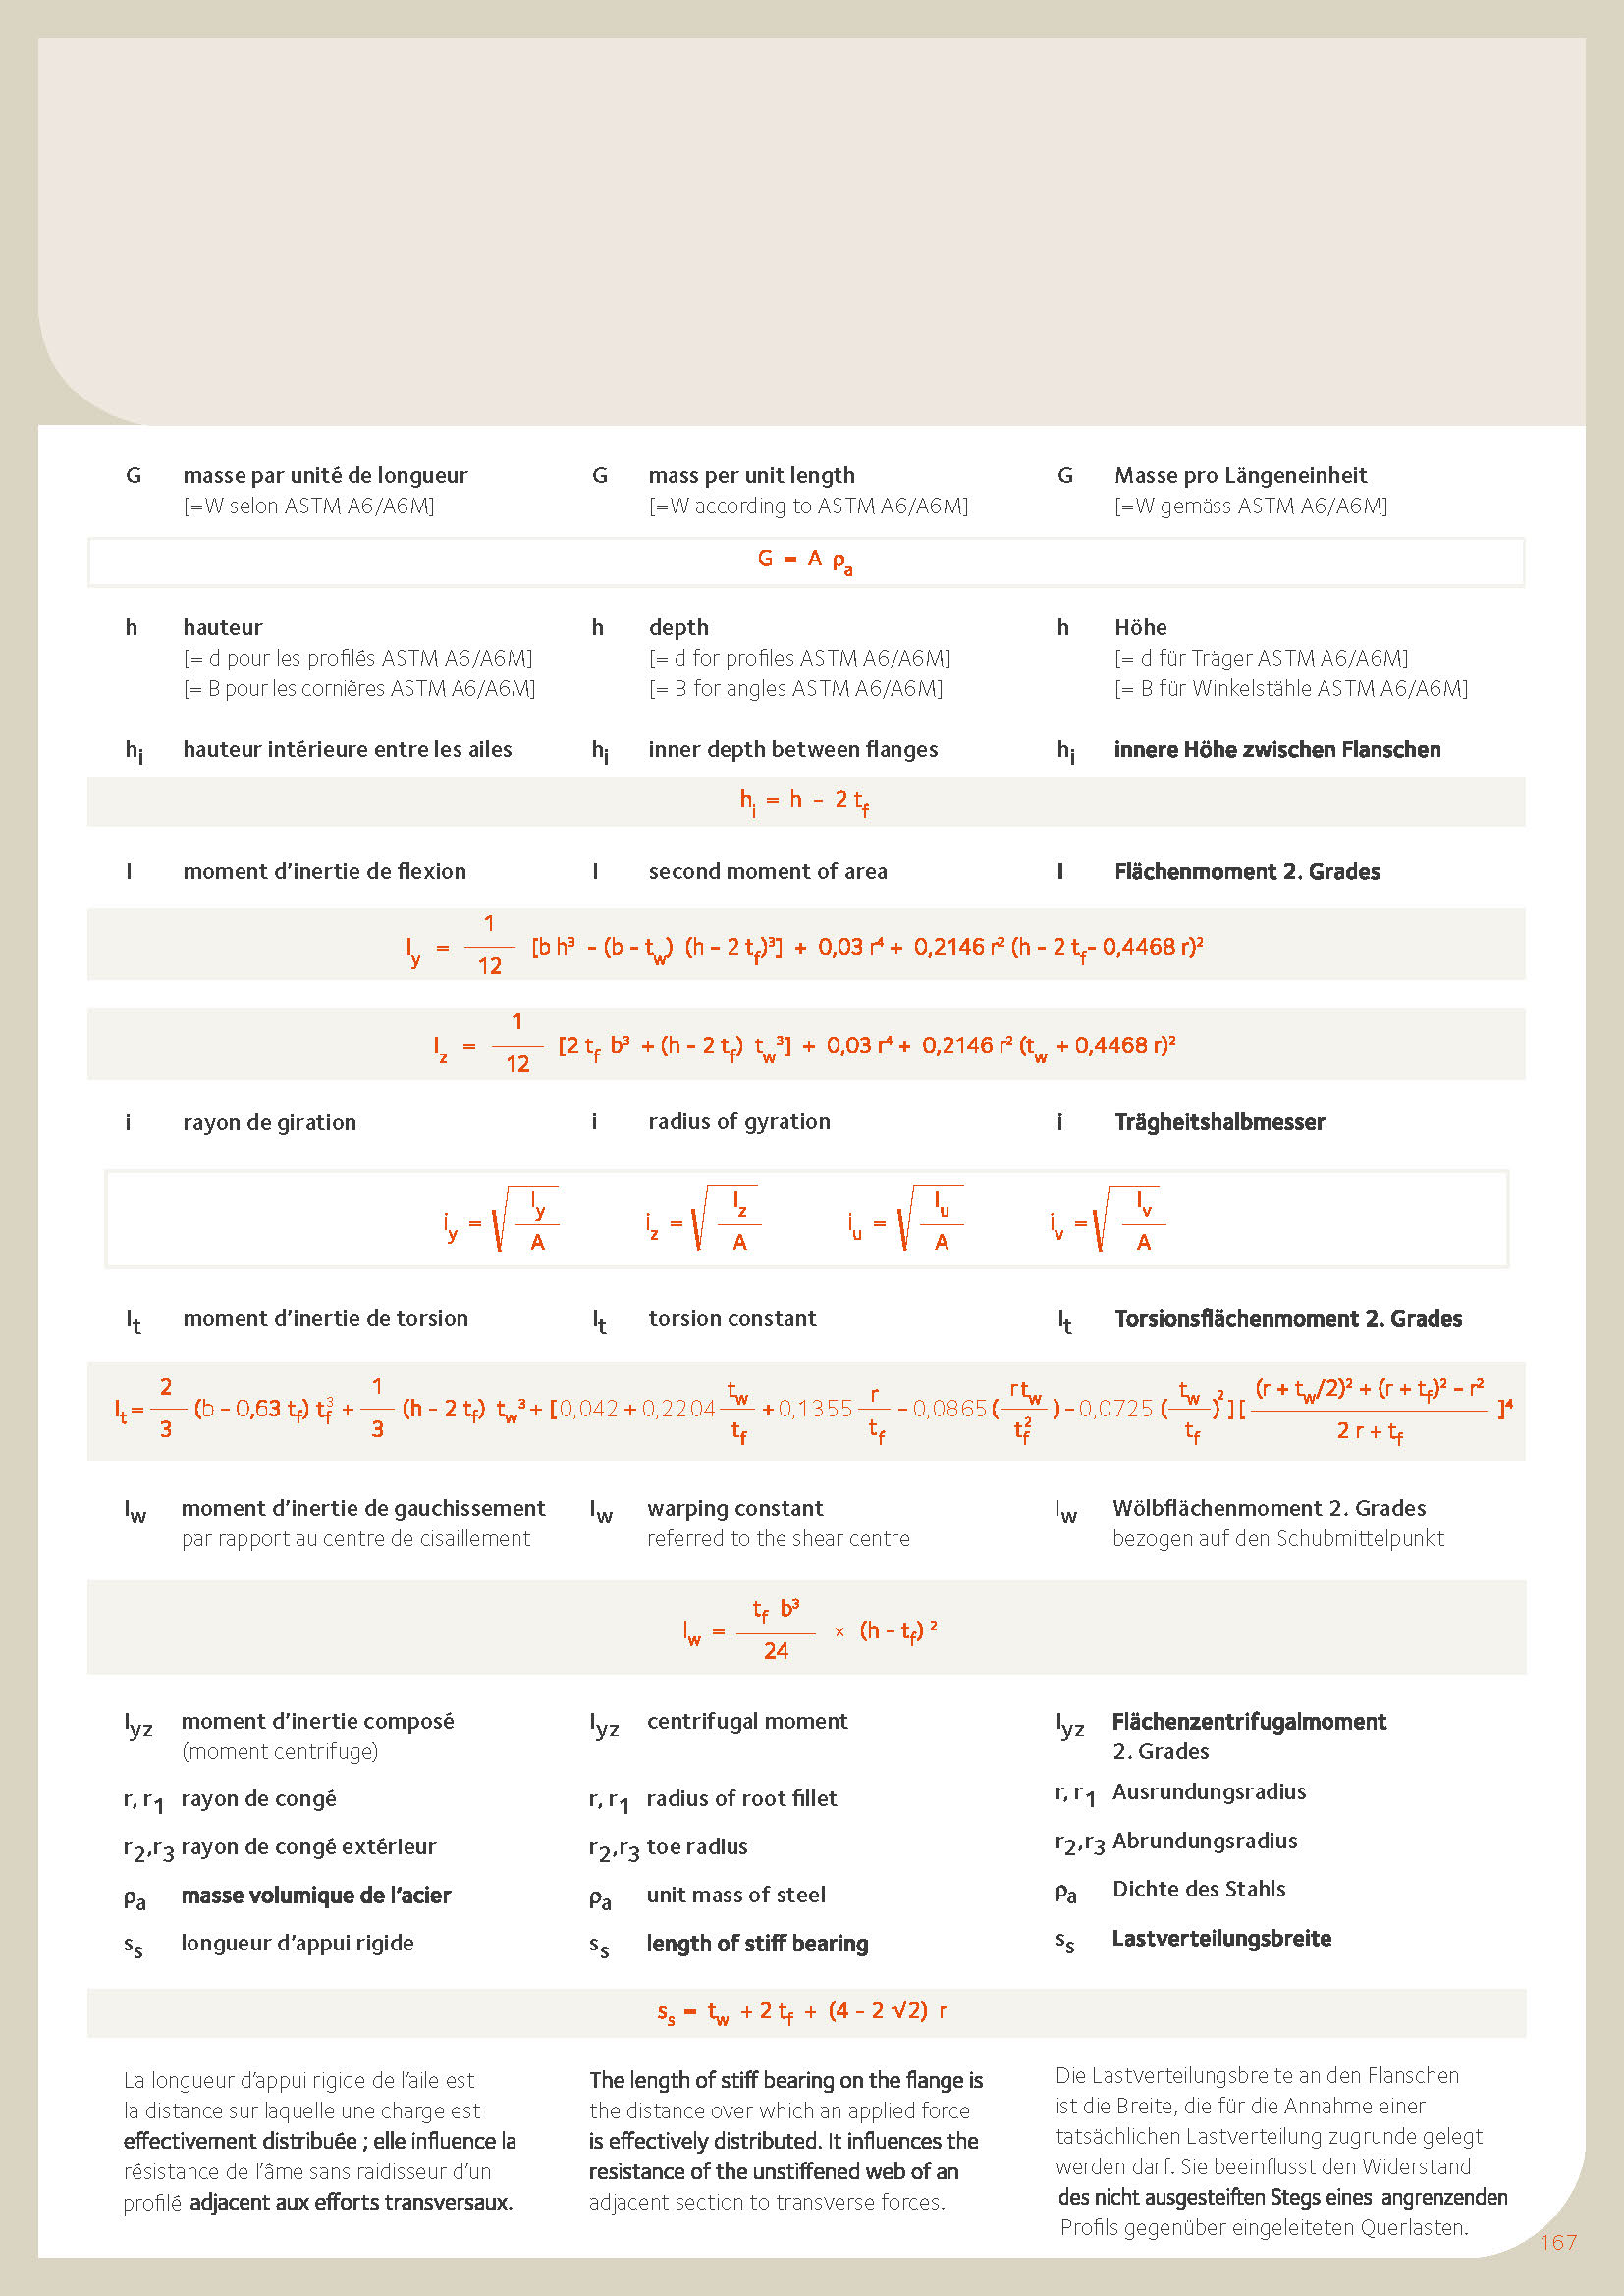 G masse par unité de longueur G mass per unit length G Masse pro Längeneinheit
[=W selon ASTM A6/A6M] [=W according to ASTM A6/A6M] [=W gemäss ASTM A6/A6M]
G = A ρa
h hauteur h depth h Höhe
[= d pour les profilés ASTM A6/A6M] [= d for profiles ASTM A6/A6M] [= d für Träger ASTM A6/A6M]
[= B pour les cornières ASTM A6/A6M] [= B for angles ASTM A6/A6M] [= B für Winkelstähle ASTM A6/A6M]
hi hauteur intérieure entre les ailes hi inner depth between flanges hi innere Höhe zwischen Flanschen
hi = h – 2 tf
I moment d'inertie de flexion I second moment of area I Flächenmoment 2. Grades
Iy = 1/12 [b h³ – (b – tw) (h – 2 tf)³] + 0,03 r⁴ + 0,2146 r² (h – 2 tf – 0,4468 r)²
Iz = 1/12 [2 tf b³ + (h – 2 tf) tw³] + 0,03 r⁴ + 0,2146 r² (tw + 0,4468 r)²
i rayon de giration i radius of gyration i Trägheitshalbmesser
iy = √(Iy/A) iz = √(Iz/A) iu = √(Iu/A) iv = √(Iv/A)
It moment d'inertie de torsion It torsion constant It Torsionsflächenmoment 2. Grades
It = 2/3 (b – 0,63 tf) tf³ + 1/3 (h – 2 tf) tw³ + [0,042 + 0,2204 tw/tf + 0,1355 r/tf – 0,0865 (r tw/tf²) – 0,0725 (tw/tf)²] [((r + tw/2)² + (r + tf)² – r²)/(2 r + tf)]⁴
Iw moment d'inertie de gauchissement Iw warping constant Iw Wölbflächenmoment 2. Grades
par rapport au centre de cisaillement referred to the shear centre bezogen auf den Schubmittelpunkt
Iw = tf b³/24 × (h – tf)²
Iyz moment d'inertie composé Iyz centrifugal moment Iyz Flächenzentrifugalmoment
(moment centrifuge) 2. Grades
r, r1 rayon de congé r, r1 radius of root fillet r, r1 Ausrundungsradius
r2,r3 rayon de congé extérieur r2,r3 toe radius r2,r3 Abrundungsradius
ρa masse volumique de l'acier ρa unit mass of steel ρa Dichte des Stahls
ss longueur d'appui rigide ss length of stiff bearing ss Lastverteilungsbreite
ss = tw + 2 tf + (4 – 2 √2) r
La longueur d'appui rigide de l'aile est
la distance sur laquelle une charge est
effectivement distribuée ; elle influence la
résistance de l'âme sans raidisseur d'un
profilé adjacent aux efforts transversaux.
The length of stiff bearing on the flange is
the distance over which an applied force
is effectively distributed. It influences the
resistance of the unstiffened web of an
adjacent section to transverse forces.
Die Lastverteilungsbreite an den Flanschen
ist die Breite, die für die Annahme einer
tatsächlichen Lastverteilung zugrunde gelegt
werden darf. Sie beeinflusst den Widerstand
des nicht ausgesteiften Stegs eines angrenzenden
Profils gegenüber eingeleiteten Querlasten.
167